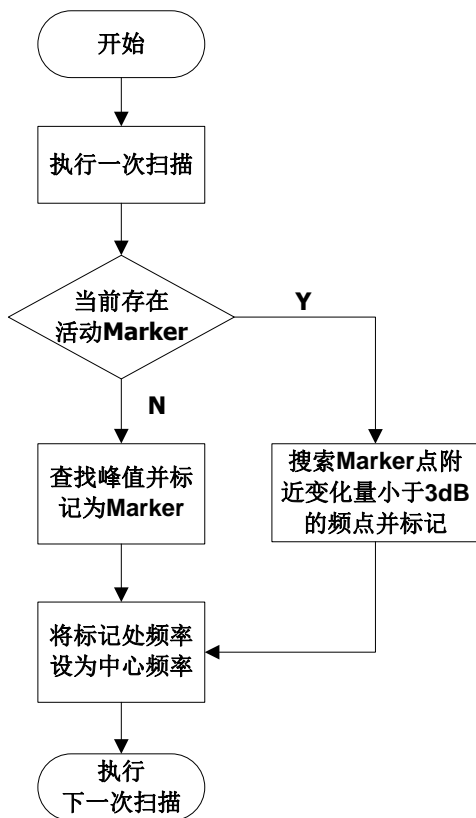 开始
执行一次扫描
当前存在
活动Marker
Y
N
查找峰值并标
记为Marker
搜索Marker点附
近变化量小于3dB
的频点并标记
将标记处频率
设为中心频率
执行
下一次扫描